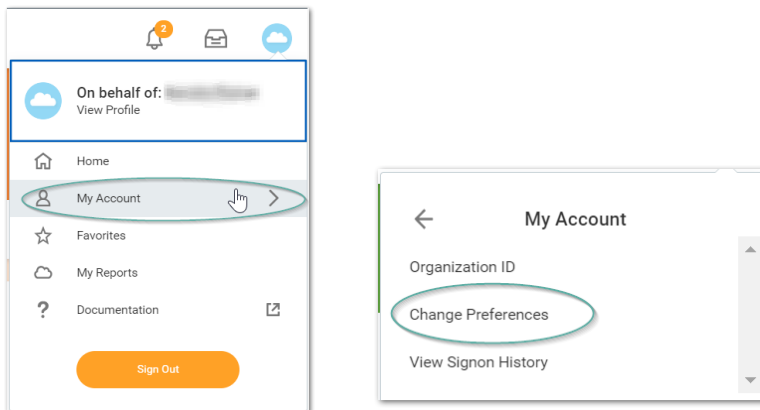 2
On behalf of:
View Profile
Home
My Account
Favorites
My Reports
? Documentation
Sign Out
My Account
Organization ID
Change Preferences
View Signon History